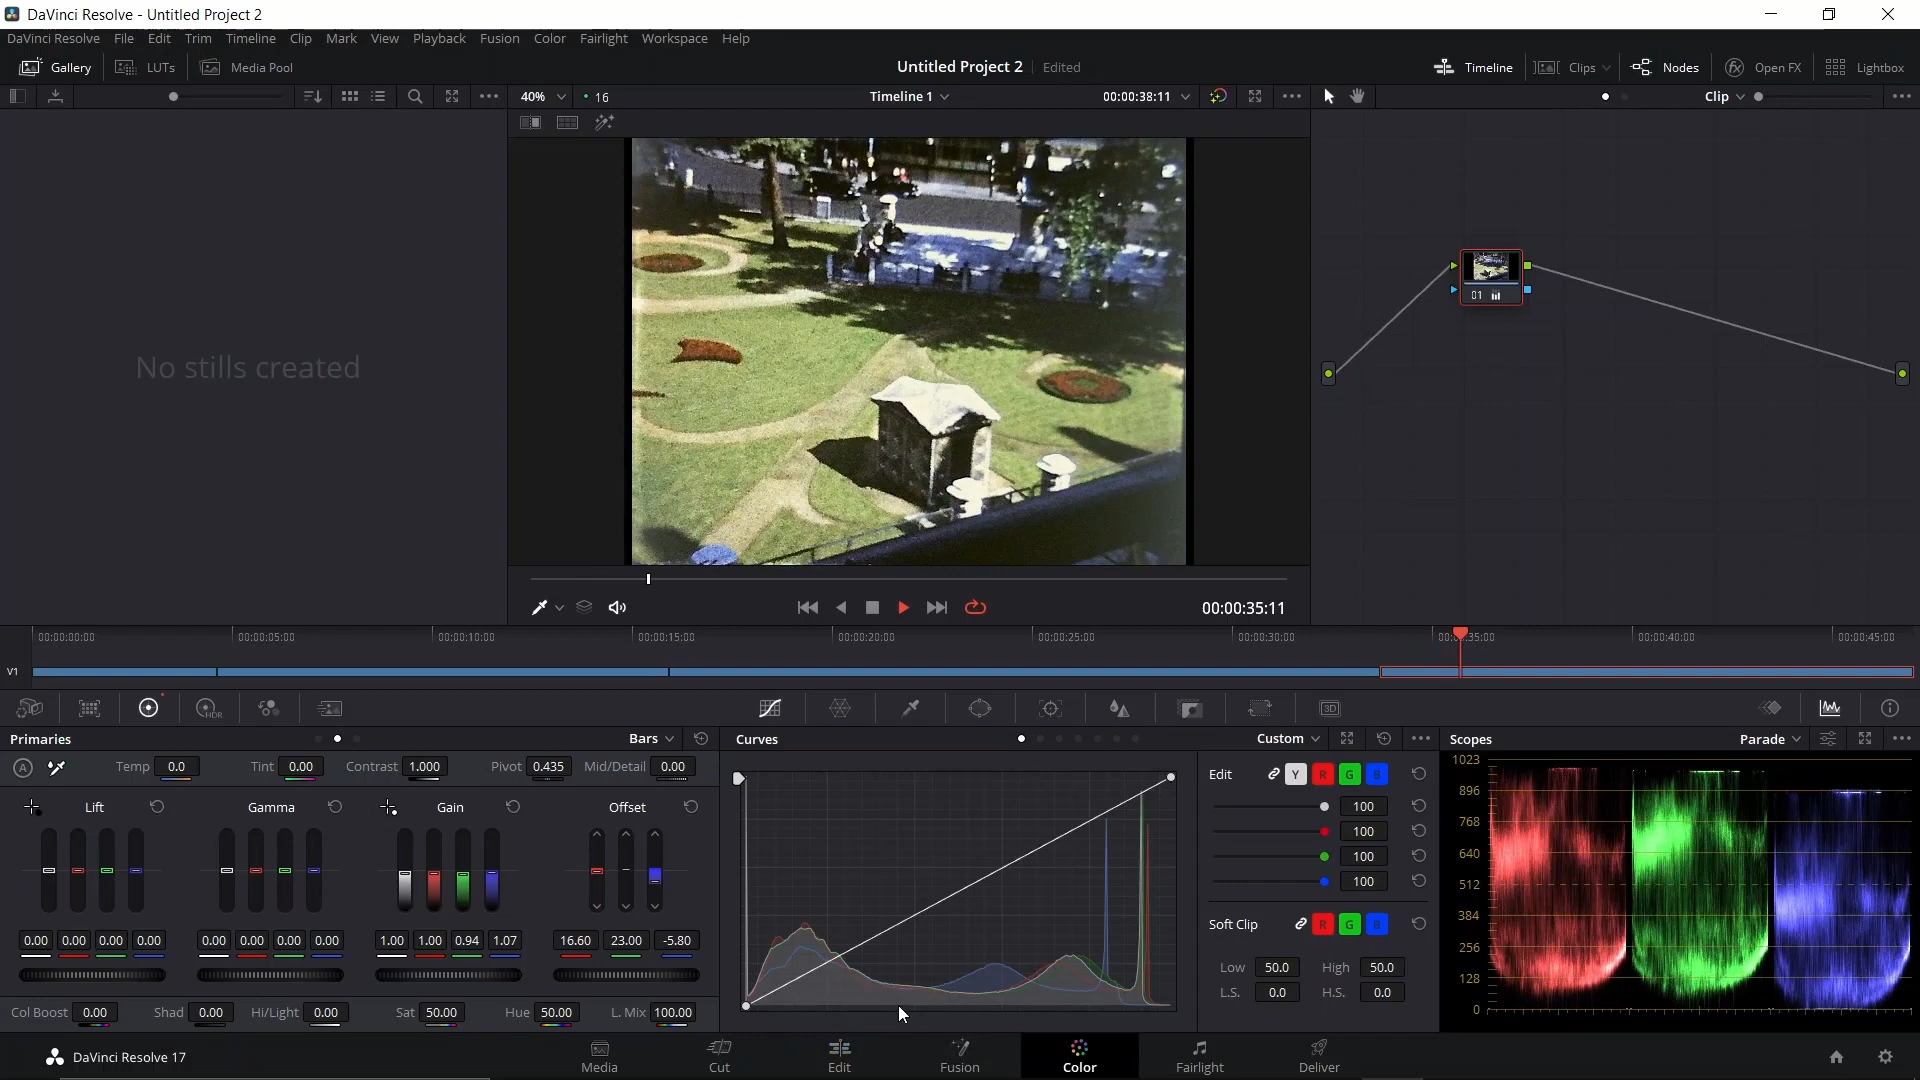 DaVinci Resolve - Untitled Project 2
DaVinci Resolve File Edit Trim Timeline Clip Mark View Playback Fusion Color Fairlight Workspace Help
Gallery LUTs Media Pool Untitled Project 2 Edited Timeline Clips Nodes Open FX Lightbox
40% 16 Timeline 1 00:00:38:11 Clip
01
No stills created
00:00:35:11
00:00:00:00 00:00:05:00 00:00:10:00 00:00:15:00 00:00:20:00 00:00:25:00 00:00:30:00 00:00:35:00 00:00:40:00 00:00:45:00
V1
HDR 3D
Primaries Bars Curves Custom Scopes Parade
A Temp 0.0 Tint 0.00 Contrast 1.000 Pivot 0.435 Mid/Detail 0.00
Lift Gamma Gain Offset
0.00 0.00 0.00 0.00 0.00 0.00 0.00 0.00 1.00 1.00 0.94 1.07 16.60 23.00 -5.80
Col Boost 0.00 Shad 0.00 Hi/Light 0.00 Sat 50.00 Hue 50.00 L. Mix 100.00
Edit Y R G B
100
100
100
100
Soft Clip R G B
Low 50.0 High 50.0
L.S. 0.0 H.S. 0.0
1023
896
768
640
512
384
256
128
0
DaVinci Resolve 17 Media Cut Edit Fusion Color Fairlight Deliver